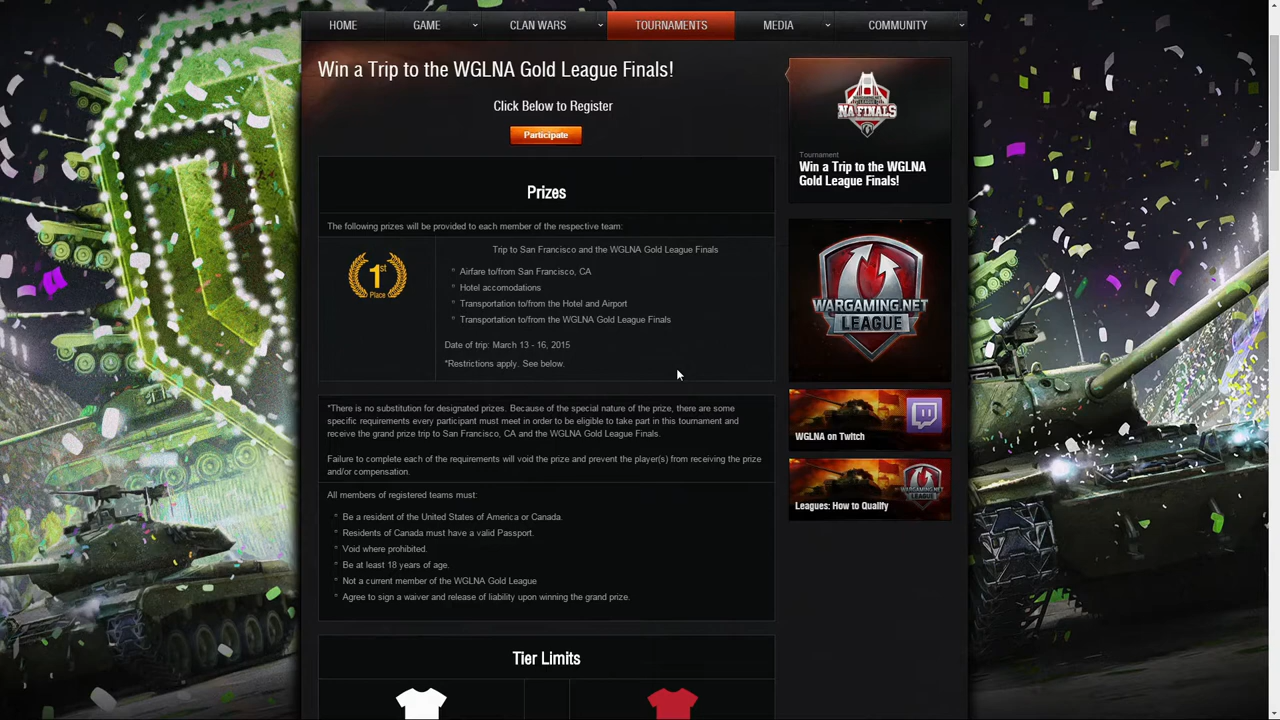 HOME GAME CLAN WARS TOURNAMENTS MEDIA COMMUNITY
Win a Trip to the WGLNA Gold League Finals!
Click Below to Register
Participate
Prizes
The following prizes will be provided to each member of the respective team:
1st
Place
Trip to San Francisco and the WGLNA Gold League Finals
Airfare to/from San Francisco, CA
Hotel accomodations
Transportation to/from the Hotel and Airport
Transportation to/from the WGLNA Gold League Finals
Date of trip: March 13 - 16, 2015
*Restrictions apply. See below.
*There is no substitution for designated prizes. Because of the special nature of the prize, there are some
specific requirements every participant must meet in order to be eligible to take part in this tournament and
receive the grand prize trip to San Francisco, CA and the WGLNA Gold League Finals.
Failure to complete each of the requirements will void the prize and prevent the player(s) from receiving the prize
and/or compensation.
All members of registered teams must:
Be a resident of the United States of America or Canada.
Residents of Canada must have a valid Passport.
Void where prohibited.
Be at least 18 years of age.
Not a current member of the WGLNA Gold League
Agree to sign a waiver and release of liability upon winning the grand prize.
Tier Limits
NA FINALS
Tournament
Win a Trip to the WGLNA
Gold League Finals!
WARGAMING.NET
LEAGUE
WGLNA on Twitch
Leagues: How to Qualify
WARGAMING.NET
LEAGUE